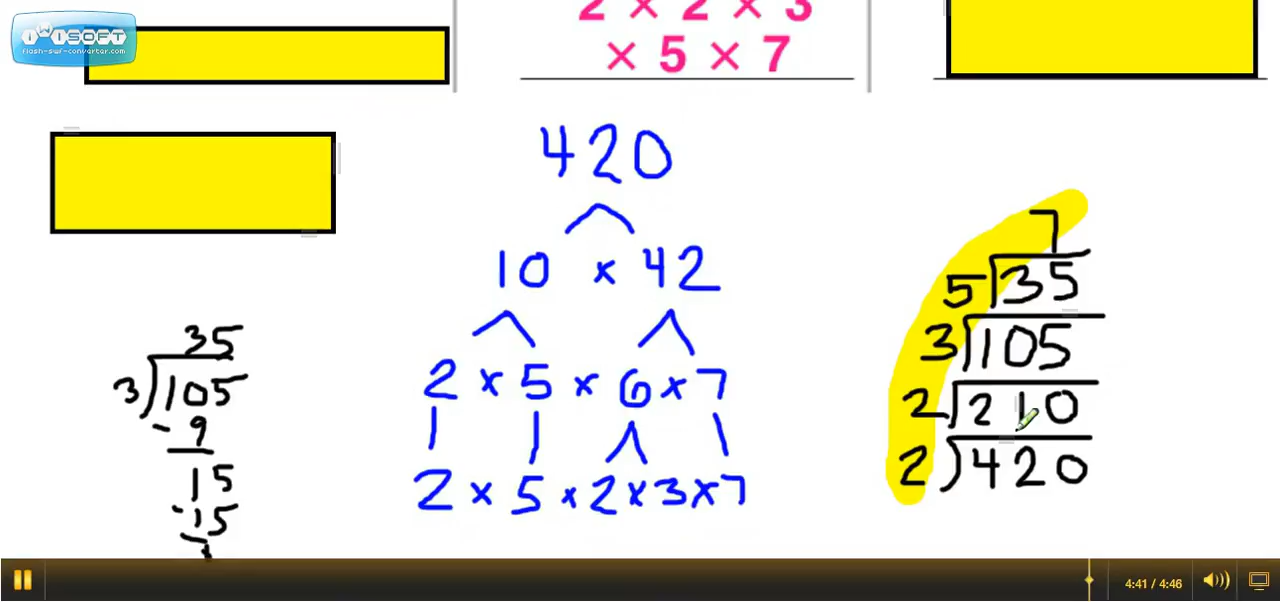 iWiSOFT
flash-swf-converter.com
2 × 2 × 3
× 5 × 7
420
10 × 42
2 × 5 × 6 × 7
2 × 5 × 2 × 3 × 7
35
3 105
- 9
15
- 15
7
5 35
3 105
2 210
2 420
4:41 / 4:46